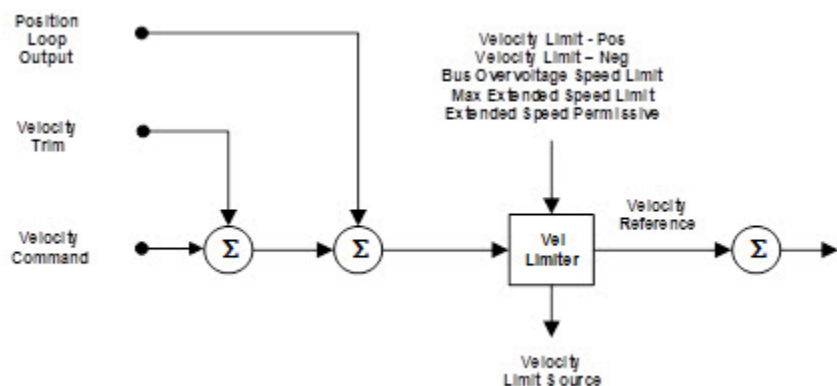 Position
Loop
Output
Velocity Limit - Pos
Velocity Limit – Neg
Bus Overvoltage Speed Limit
Max Extended Speed Limit
Extended Speed Permissive
Velocity
Trim
Velocity
Command
Σ
Σ
Vel
Limiter
Velocity
Reference
Σ
Velocity
Limit Source